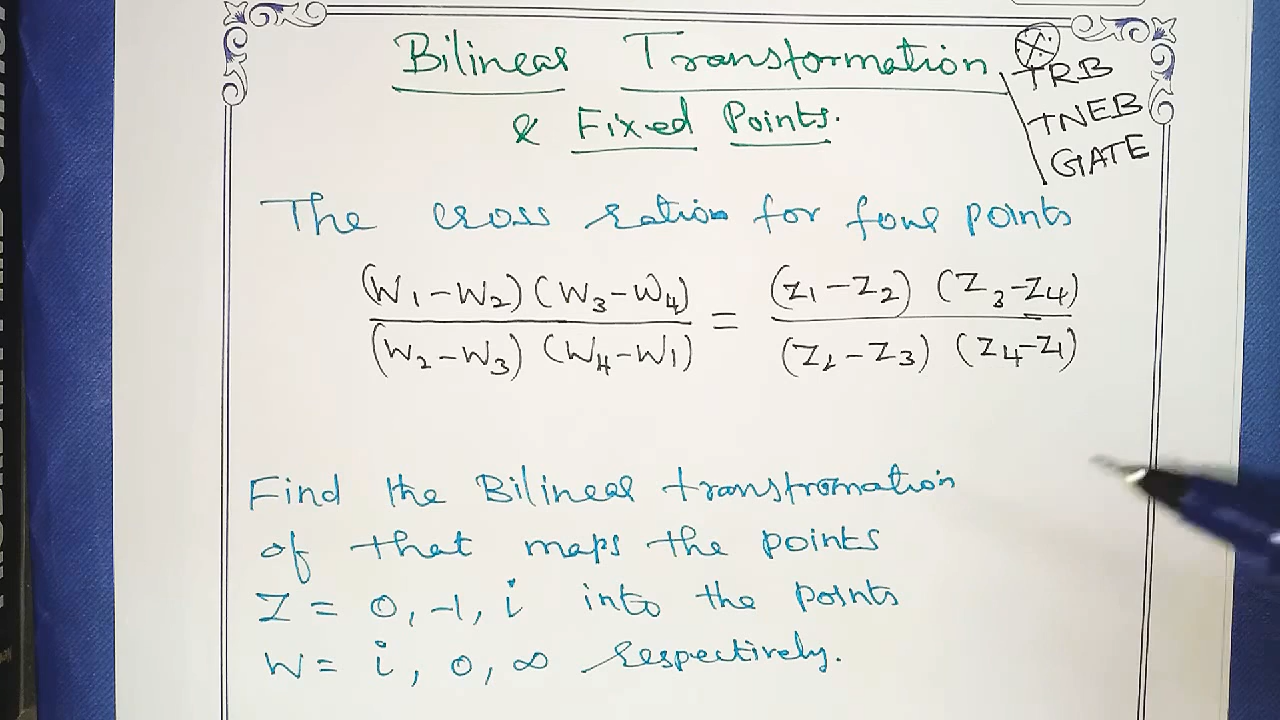 Bilinear Transformation
& Fixed Points.
TRB
TNEB
GATE
The cross ration for four points
(W1-W2) (W3-W4) / (W2-W3) (W4-W1) = (Z1-Z2) (Z3-Z4) / (Z2-Z3) (Z4-Z1)
Find the Bilinear transtromation
of that maps the points
Z = 0, -1, i into the points
W = i, 0, ∞ respectively.